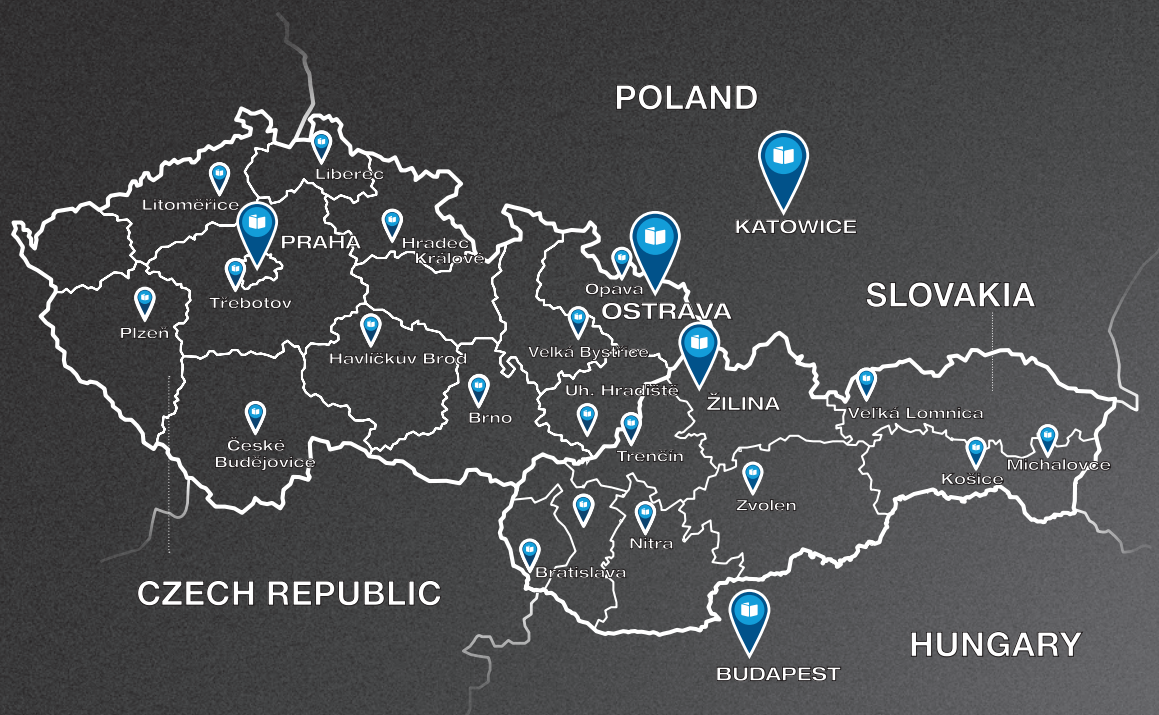 POLAND
Liberec
Litoměřice
KATOWICE
PRAHA
Hradec
Králové
Opava
SLOVAKIA
Třebotov
OSTRAVA
Plzeň
Velká Bystřice
Havlíčkuv Brod
Uh. Hradiště
ŽILINA
Veľká Lomnica
Brno
České
Budějovice
Trenčín
Michalovce
Košice
Zvolen
Nitra
Bratislava
CZECH REPUBLIC
HUNGARY
BUDAPEST